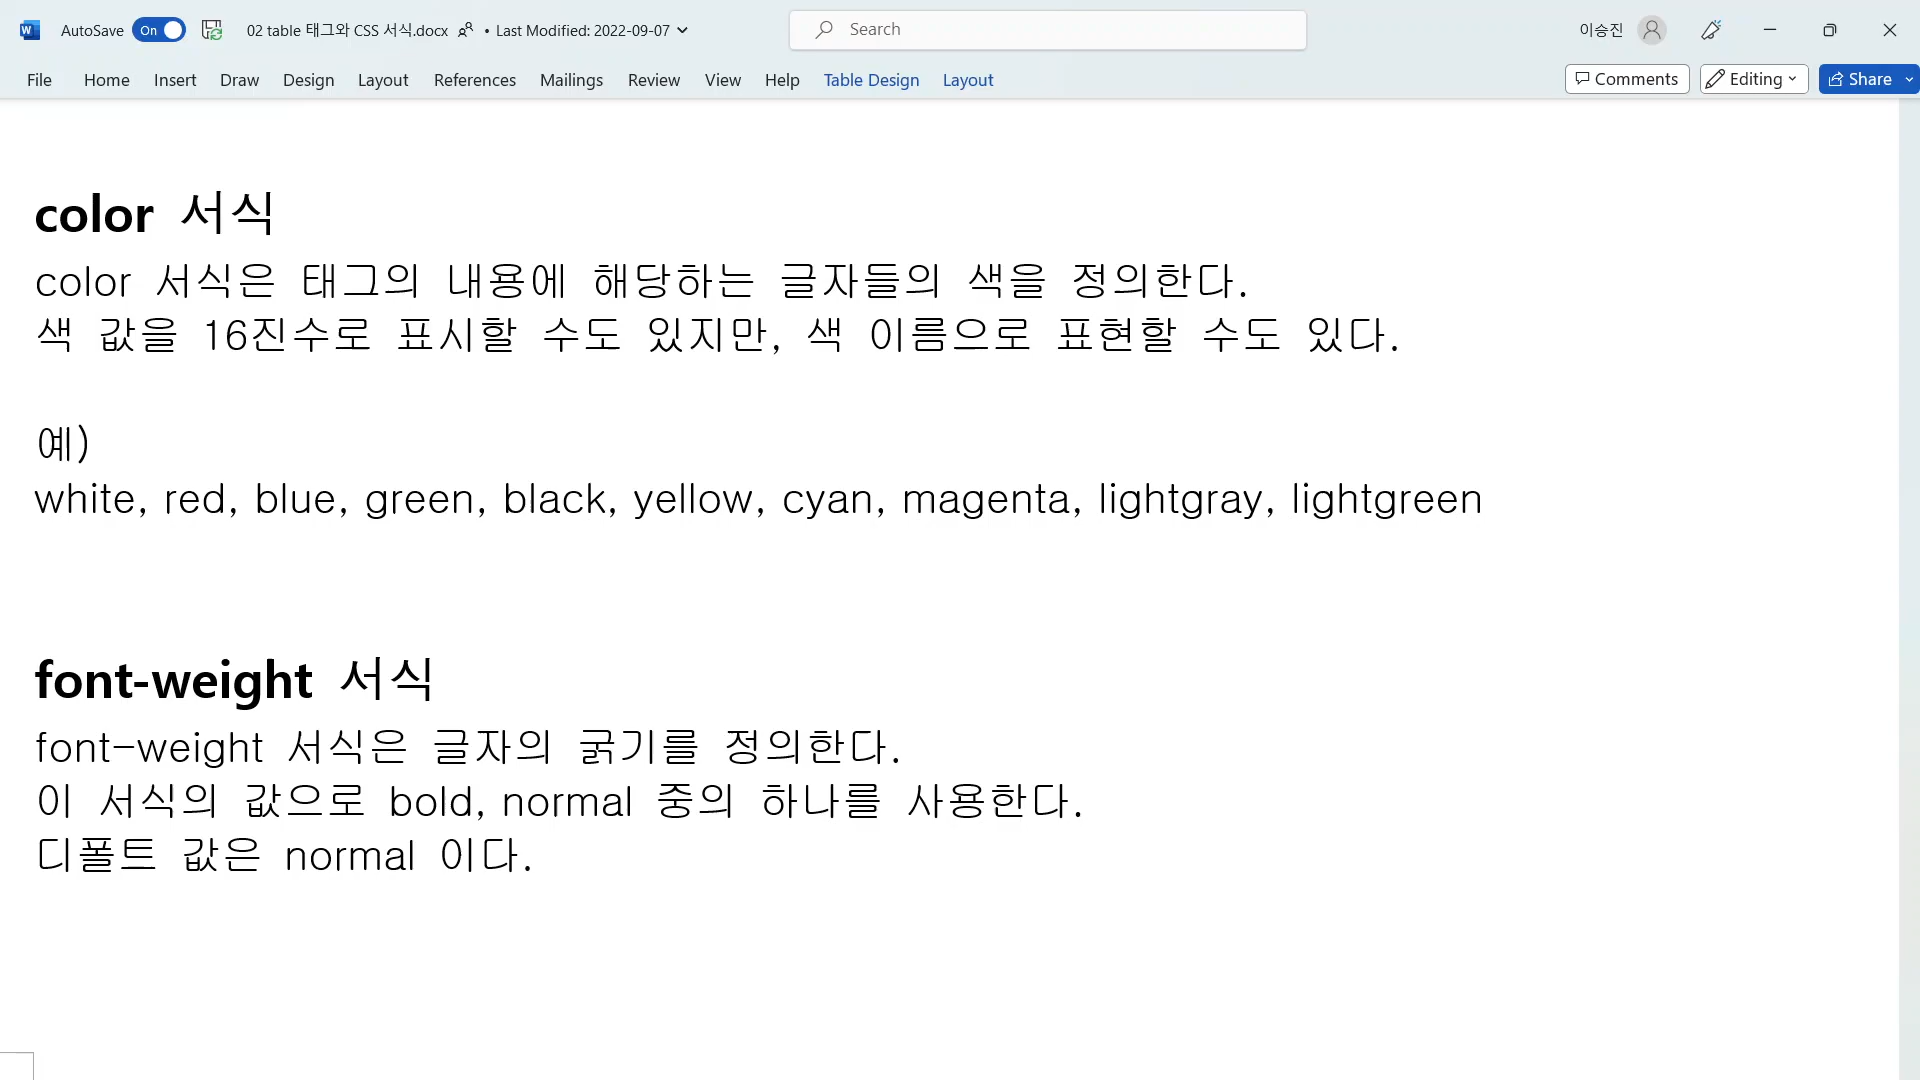 AutoSave On 02 table 태그와 CSS 서식.docx • Last Modified: 2022-09-07 Search 이승진
File Home Insert Draw Design Layout References Mailings Review View Help Table Design Layout Comments Editing Share
color 서식
color 서식은 태그의 내용에 해당하는 글자들의 색을 정의한다.
색 값을 16진수로 표시할 수도 있지만, 색 이름으로 표현할 수도 있다.
예)
white, red, blue, green, black, yellow, cyan, magenta, lightgray, lightgreen
font-weight 서식
font-weight 서식은 글자의 굵기를 정의한다.
이 서식의 값으로 bold, normal 중의 하나를 사용한다.
디폴트 값은 normal 이다.